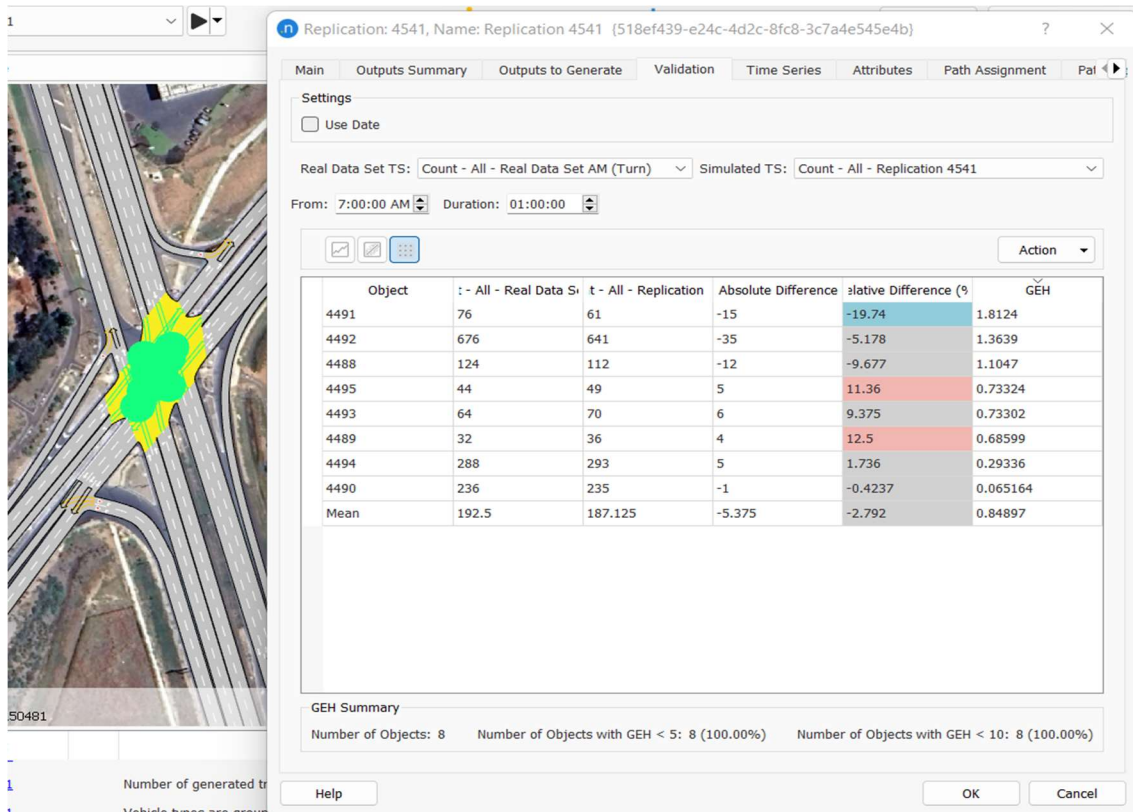 1
Replication: 4541, Name: Replication 4541 {518ef439-e24c-4d2c-8fc8-3c7a4e545e4b}
Main Outputs Summary Outputs to Generate Validation Time Series Attributes Path Assignment
Settings
Use Date
Real Data Set TS: Count - All - Real Data Set AM (Turn) Simulated TS: Count - All - Replication 4541
From: 7:00:00 AM Duration: 01:00:00
Action
Object : - All - Real Data S t - All - Replication Absolute Difference elative Difference (% GEH
4491 76 61 -15 -19.74 1.8124
4492 676 641 -35 -5.178 1.3639
4488 124 112 -12 -9.677 1.1047
4495 44 49 5 11.36 0.73324
4493 64 70 6 9.375 0.73302
4489 32 36 4 12.5 0.68599
4494 288 293 5 1.736 0.29336
4490 236 235 -1 -0.4237 0.065164
Mean 192.5 187.125 -5.375 -2.792 0.84897
GEH Summary
Number of Objects: 8 Number of Objects with GEH < 5: 8 (100.00%) Number of Objects with GEH < 10: 8 (100.00%)
50481
1 Number of generated tr
Help OK Cancel